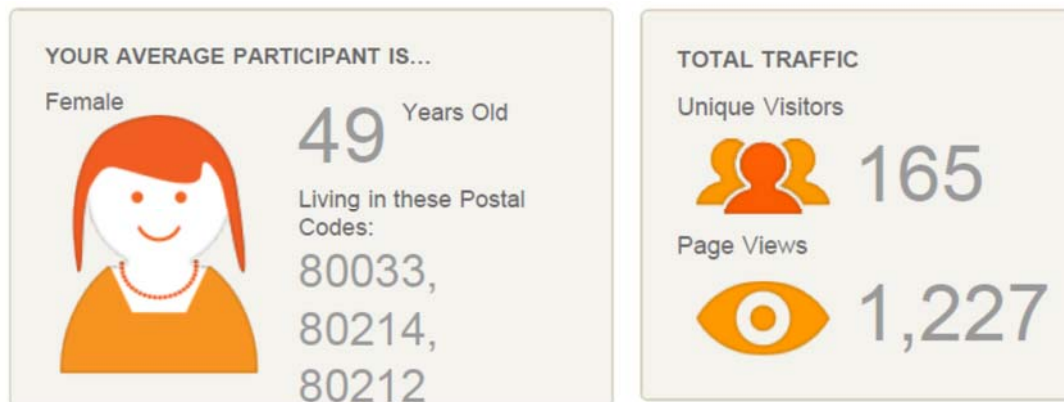 YOUR AVERAGE PARTICIPANT IS...
Female
49 Years Old
Living in these Postal
Codes:
80033,
80214,
80212
TOTAL TRAFFIC
Unique Visitors
165
Page Views
1,227